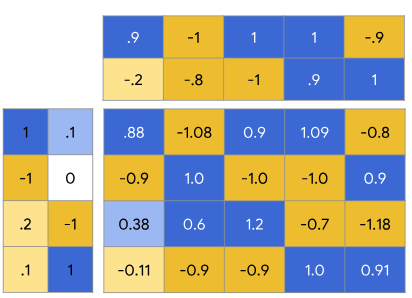 .9 -1 1 1 -.9
-.2 -.8 -1 .9 1
1 .1 .88 -1.08 0.9 1.09 -0.8
-1 0 -0.9 1.0 -1.0 -1.0 0.9
.2 -1 0.38 0.6 1.2 -0.7 -1.18
.1 1 -0.11 -0.9 -0.9 1.0 0.91